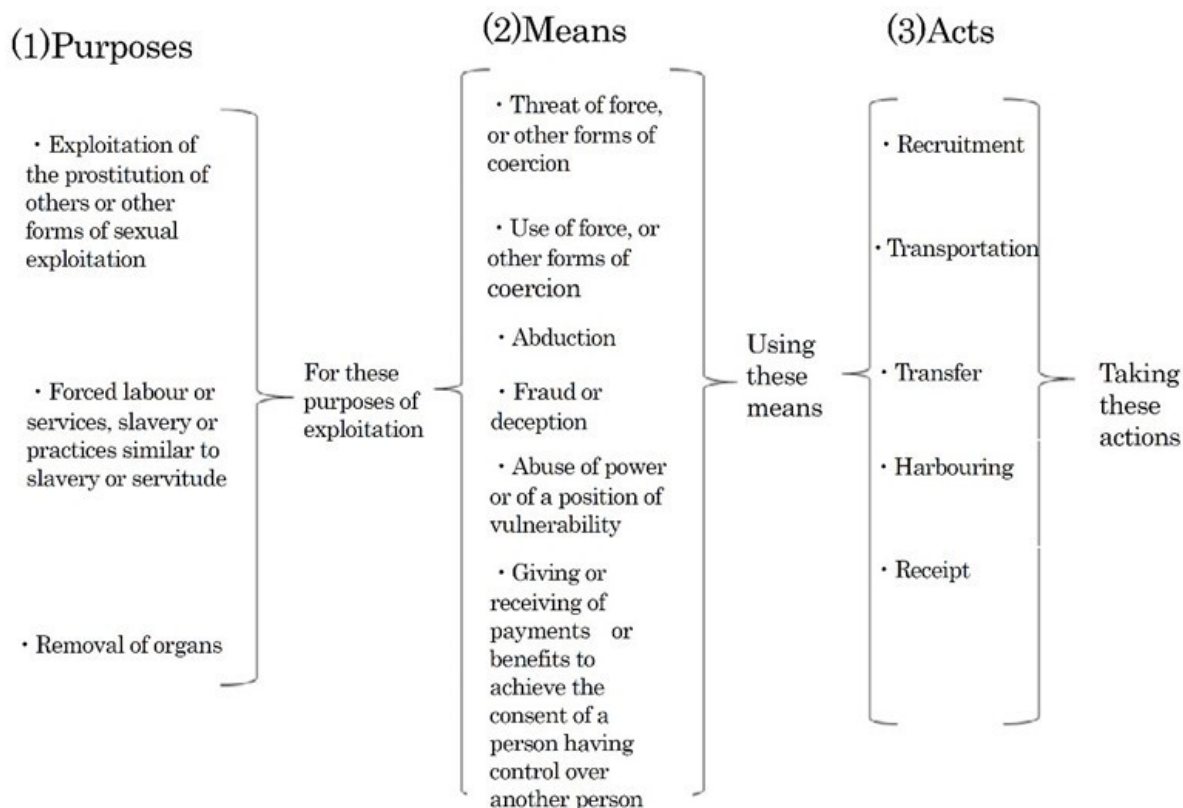 (1)Purposes
・Exploitation of
the prostitution of
others or other
forms of sexual
exploitation
・Forced labour or
services, slavery or
practices similar to
slavery or servitude
・Removal of organs
For these
purposes of
exploitation
(2)Means
・Threat of force,
or other forms of
coercion
・Use of force, or
other forms of
coercion
・Abduction
・Fraud or
deception
・Abuse of power
or of a position of
vulnerability
・Giving or
receiving of
payments or
benefits to
achieve the
consent of a
person having
control over
another person
Using
these
means
(3)Acts
・Recruitment
・Transportation
・Transfer
・Harbouring
・Receipt
Taking
these
actions